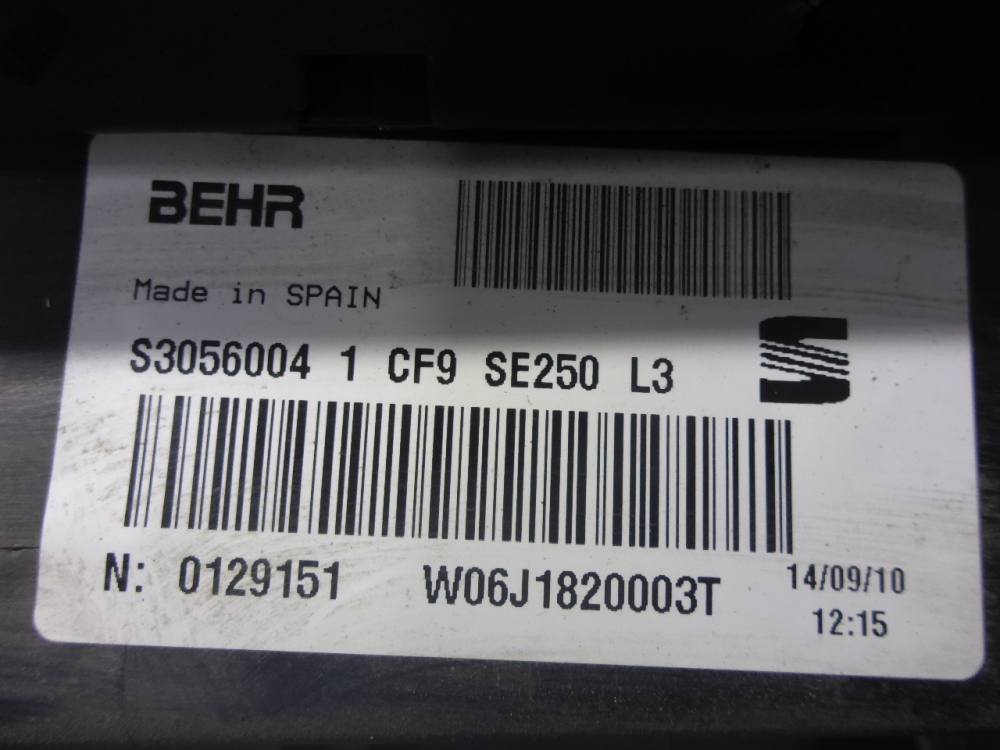 BEHR
Made in SPAIN
S3056004 1 CF9 SE250 L3
N: 0129151 W06J1820003T 14/09/10
12:15